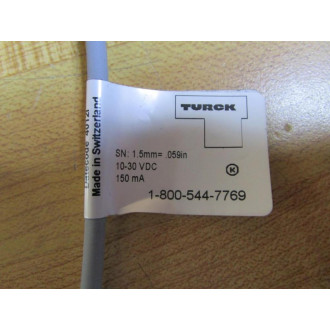 TURCK
SN: 1.5mm= .059in
10-30 VDC
150 mA
K
1-800-544-7769
Made in Switzerland